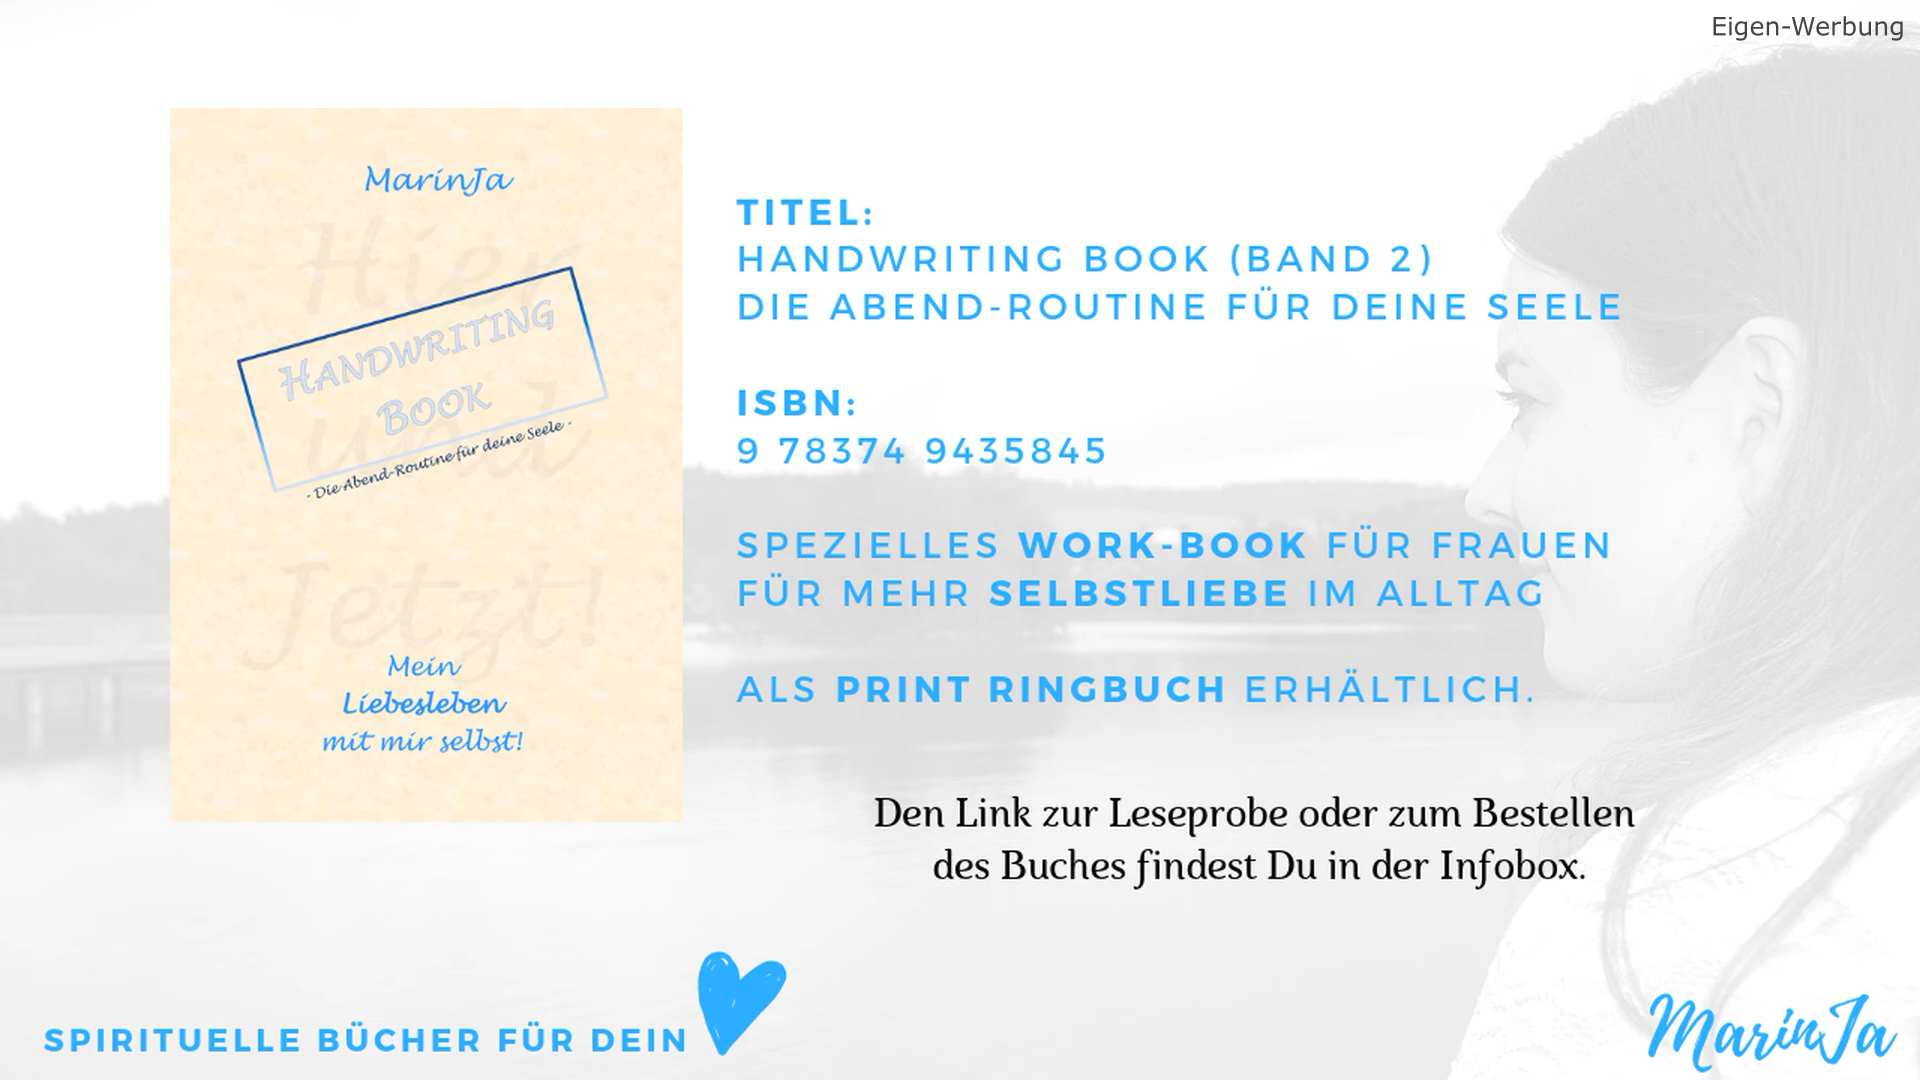 Eigen-Werbung
MarinJa
Hier
HANDWRITING
BOOK
und
- Die Abend-Routine für deine Seele -
Jetzt!
Mein
Liebesleben
mit mir selbst!
TITEL:
HANDWRITING BOOK (BAND 2)
DIE ABEND-ROUTINE FÜR DEINE SEELE
ISBN:
9 78374 9435845
SPEZIELLES WORK-BOOK FÜR FRAUEN
FÜR MEHR SELBSTLIEBE IM ALLTAG
ALS PRINT RINGBUCH ERHÄLTLICH.
Den Link zur Leseprobe oder zum Bestellen
des Buches findest Du in der Infobox.
SPIRITUELLE BÜCHER FÜR DEIN
MarinJa